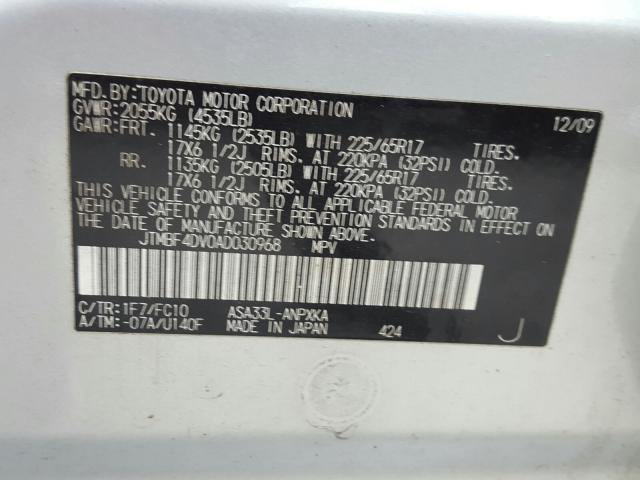 MFD.BY:TOYOTA MOTOR CORPORATION 12/09
GVWR:2055KG (4535LB)
GAWR:FRT. 1145KG (2535LB) WITH 225/65R17 TIRES.
17X6 1/2J RIMS. AT 220KPA (32PSI) COLD.
RR. 1135KG (2505LB) WITH 225/65R17 TIRES.
17X6 1/2J RIMS. AT 220KPA (32PSI) COLD.
THIS VEHICLE CONFORMS TO ALL APPLICABLE FEDERAL MOTOR
VEHICLE SAFETY AND THEFT PREVENTION STANDARDS IN EFFECT ON
THE DATE OF MANUFACTURE SHOWN ABOVE.
JTMBF4DV0AD030968 MPV
C/TR:1F7/FC10 ASA33L-ANPXKA
A/TM:-07A/U140F MADE IN JAPAN 424 J